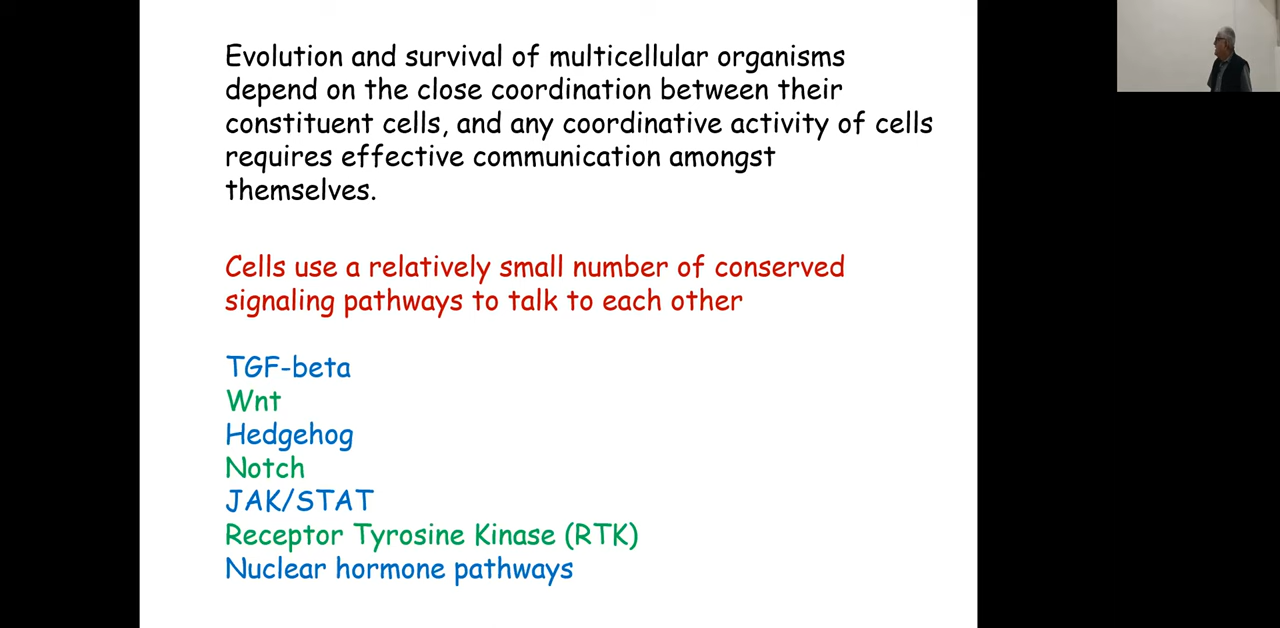 Evolution and survival of multicellular organisms
depend on the close coordination between their
constituent cells, and any coordinative activity of cells
requires effective communication amongst
themselves.
Cells use a relatively small number of conserved
signaling pathways to talk to each other
TGF-beta
Wnt
Hedgehog
Notch
JAK/STAT
Receptor Tyrosine Kinase (RTK)
Nuclear hormone pathways